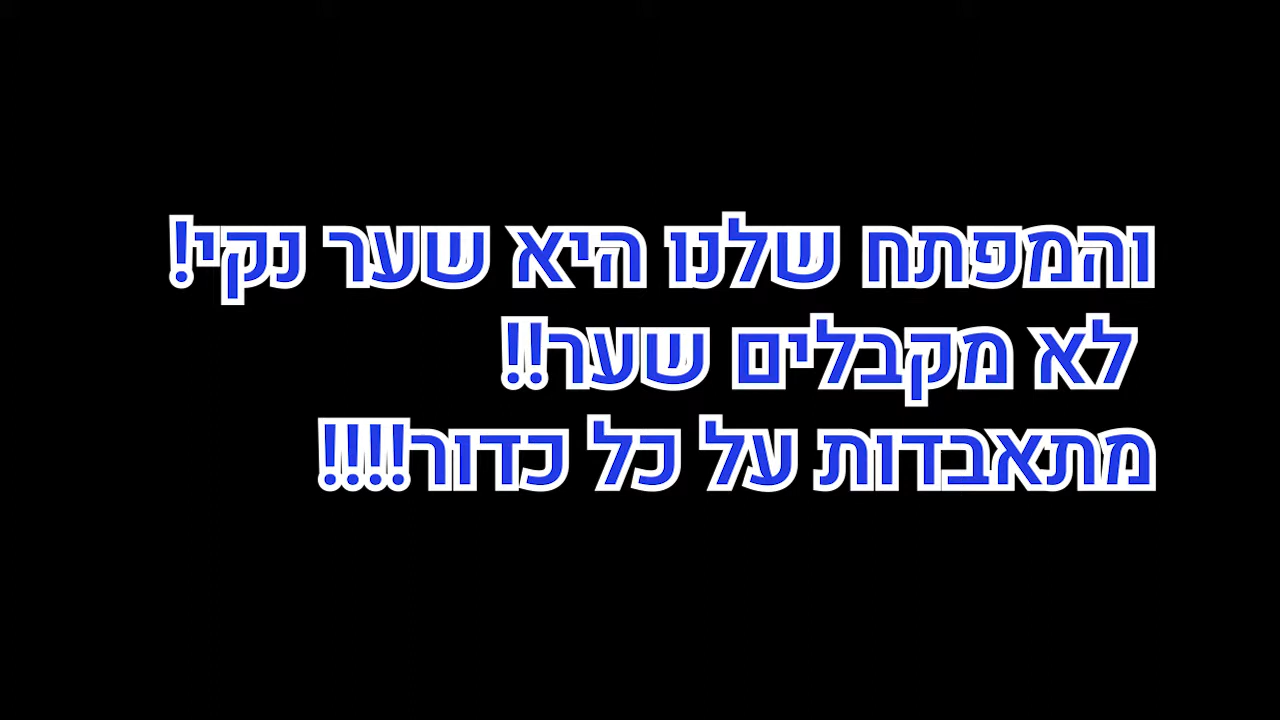 והמפתח שלנו היא שער נקי!
לא מקבלים שער!!
מתאבדות על כל כדור!!!!